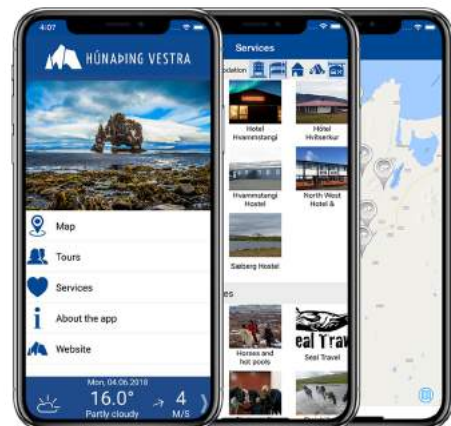 4:07
HÚNAÞING VESTRA
Map
Tours
Services
About the app
Website
Mon, 04.06.2018
16.0°
Partly cloudy
4
M/S
Services
Hotel
Hvammstangi
Hótel
Hvítserkur
Hvammstangi
Hostel
North West
Hotel &
Sæberg Hostel
Horses and
hot pools
Seal Travel